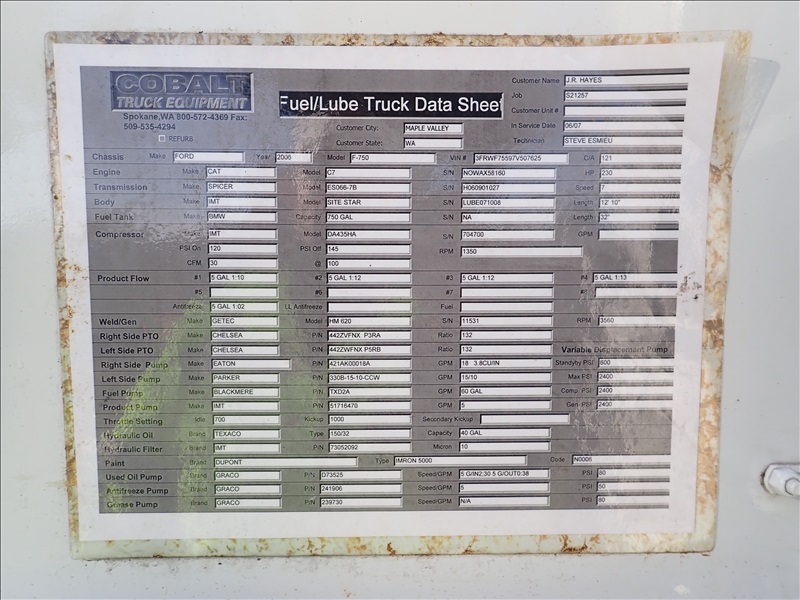 COBALT
TRUCK EQUIPMENT
Spokane,WA 800-572-4369 Fax:
509-535-4294
REFURB
Fuel/Lube Truck Data Sheet
Customer City: MAPLE VALLEY
Customer State: WA
Customer Name J.R. HAYES
Job S21257
Customer Unit #
In Service Date 06/07
Technician STEVE ESMIEU
Chassis Make FORD Year 2008 Model F-750 VIN # 3FRWF75597V507625 C/A 121
Engine Make CAT Model C7 S/N NOWAX58160 HP 230
Transmission Make SPICER Model ES066-7B S/N H060901027 Speed 7
Body Make IMT Model SITE STAR S/N LUBE071008 Length 12' 10"
Fuel Tank Make Capacity 750 GAL S/N NA Length 32"
Compressor Make IMT Model DA435HA S/N 704700 GPM
PSI On 120 PSI Off 145 RPM 1350
CFM 30 @ 100
Product Flow #1 5 GAL 1:10 #2 5 GAL 1:12 #3 5 GAL 1:12 #4 5 GAL 1:13
#5 #6 #7 #8
Antifreeze 5 GAL 1:02 LL Antifreeze Fuel
Weld/Gen Make GETEC Model HM 620 S/N 11531 RPM 3560
Right Side PTO Make CHELSEA P/N 442ZVFNX P3RA Ratio 132
Left Side PTO Make CHELSEA P/N 442ZWFNX P5RB Ratio 132 Variable Displacement Pump
Right Side Pump Make EATON P/N 421AK00018A GPM 18 3.8CU/IN Standby PSI
Left Side Pump Make PARKER P/N 330B-15-10-CCW GPM 15/10 Max PSI 2400
Fuel Pump Make BLACKMERE P/N TXD2A GPM 60 GAL Comp. PSI 2400
Product Pump Make IMT P/N 51716470 GPM 5 Gen PSI 2400
Throttle Setting Idle 700 Kickup 1000 Seccondary Kickup
Hydraulic Oil Brand TEXACO Type 150/32 Capacity 40 GAL
Hydraulic Filter Brand IMT P/N 73052092 Micron 10
Paint Brand DUPONT Type IMRON 5000 Code N0006
Used Oil Pump Brand GRACO P/N D73525 Speed/GPM 5 G/IN2:30 5 G/OUT0:38 PSI 80
Antifreeze Pump Brand GRACO P/N 241906 Speed/GPM 5 PSI 50
Grease Pump Brand GRACO P/N 239730 Speed/GPM N/A PSI 80